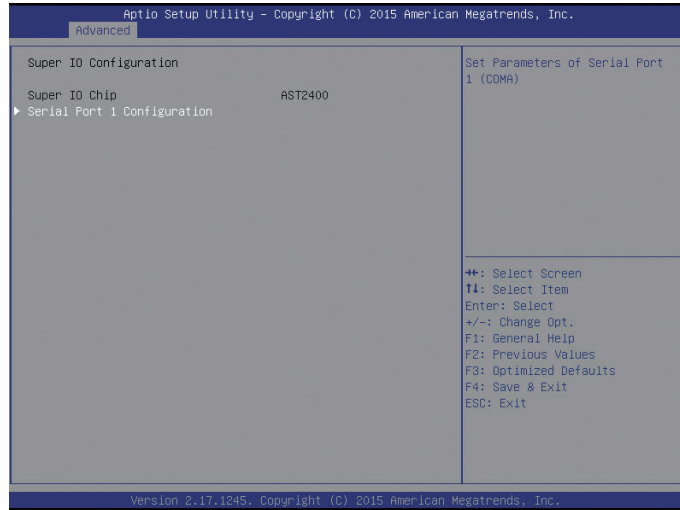 Aptio Setup Utility – Copyright (C) 2015 American Megatrends, Inc.
Advanced
Super IO Configuration
Super IO Chip AST2400
Serial Port 1 Configuration
Set Parameters of Serial Port
1 (COMA)
→←: Select Screen
↑↓: Select Item
Enter: Select
+/-: Change Opt.
F1: General Help
F2: Previous Values
F3: Optimized Defaults
F4: Save & Exit
ESC: Exit
Version 2.17.1245. Copyright (C) 2015 American Megatrends, Inc.